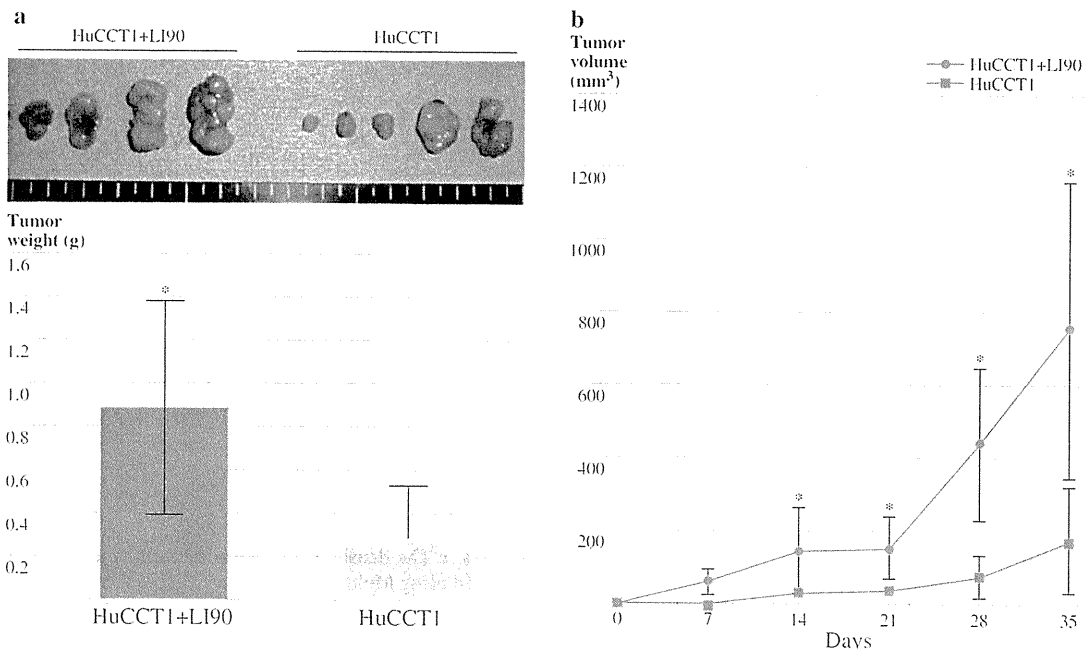 a
HuCCT1+LI90
HuCCT1
Tumor
weight (g)
1.6
1.4
1.2
1.0
0.8
0.6
0.4
0.2
*
HuCCT1+LI90
HuCCT1
b
Tumor
volume
(mm³)
HuCCT1+LI90
HuCCT1
1400
1200
1000
800
600
400
200
*
*
*
*
0
7
14
21
28
35
Days